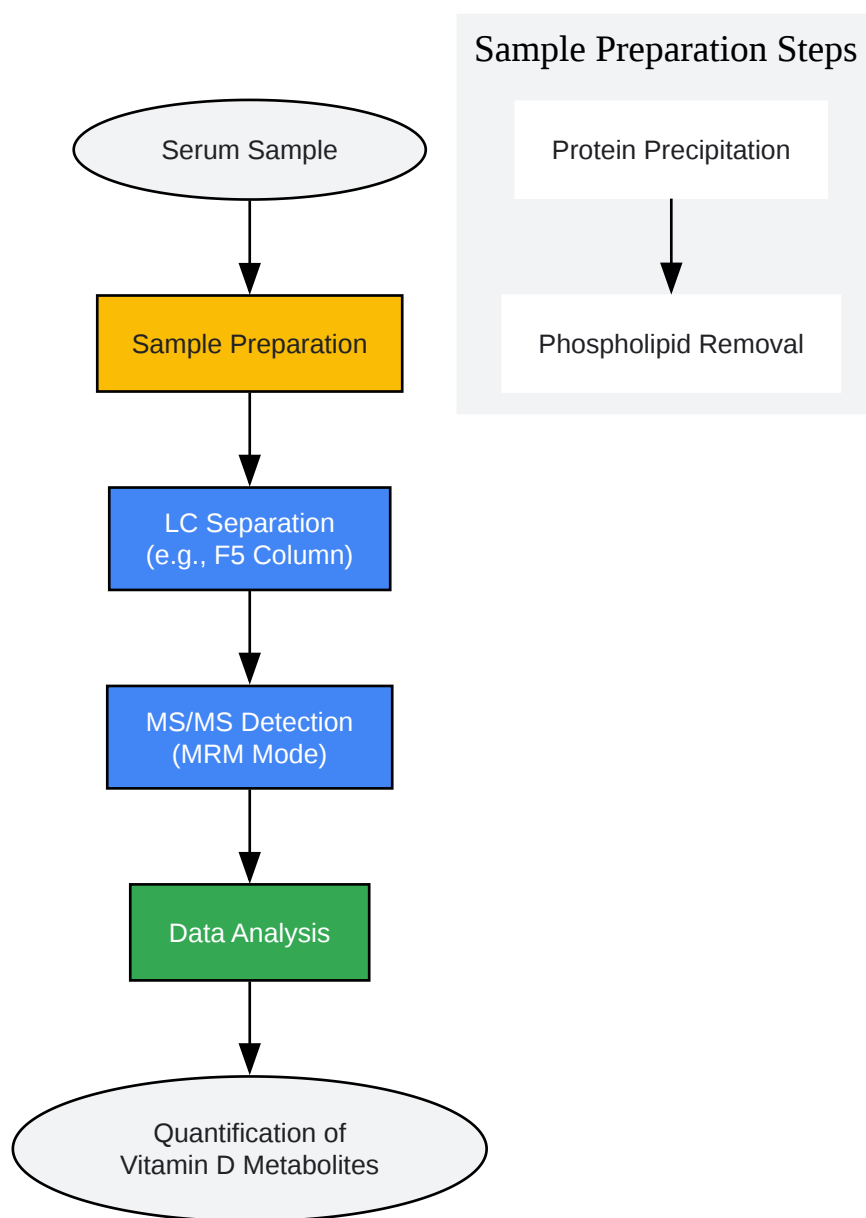 Sample Preparation Steps
Serum Sample
Protein Precipitation
Sample Preparation
Phospholipid Removal
LC Separation
(e.g., F5 Column)
MS/MS Detection
(MRM Mode)
Data Analysis
Quantification of
Vitamin D Metabolites